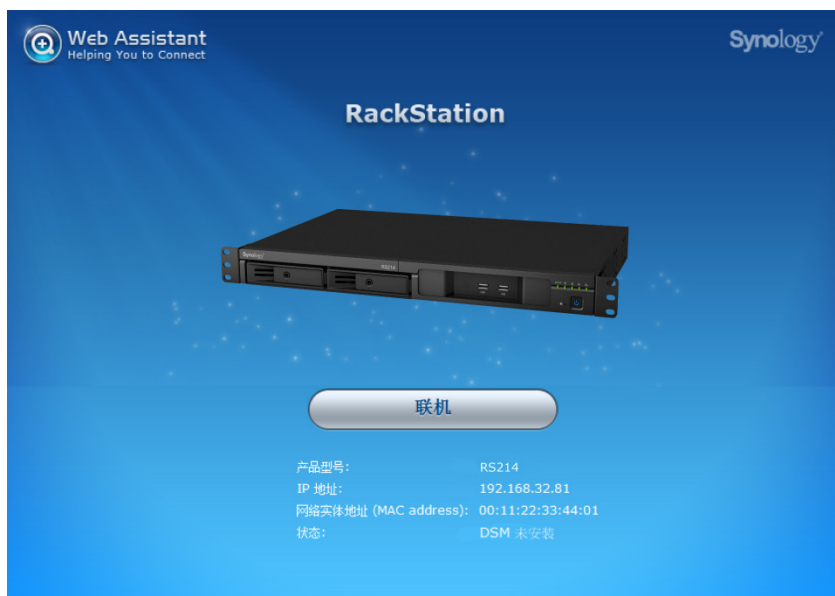 Web Assistant
Helping You to Connect
Synology
RackStation
Synology
RS214
联机
产品型号: RS214
IP 地址: 192.168.32.81
网络实体地址 (MAC address): 00:11:22:33:44:01
状态: DSM 未安装